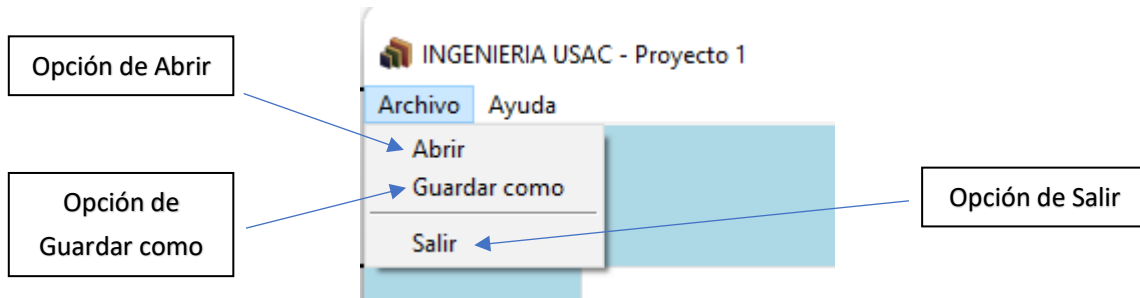 Opción de Abrir
INGENIERIA USAC - Proyecto 1
Archivo Ayuda
Abrir
Guardar como
Salir
Opción de
Guardar como
Opción de Salir